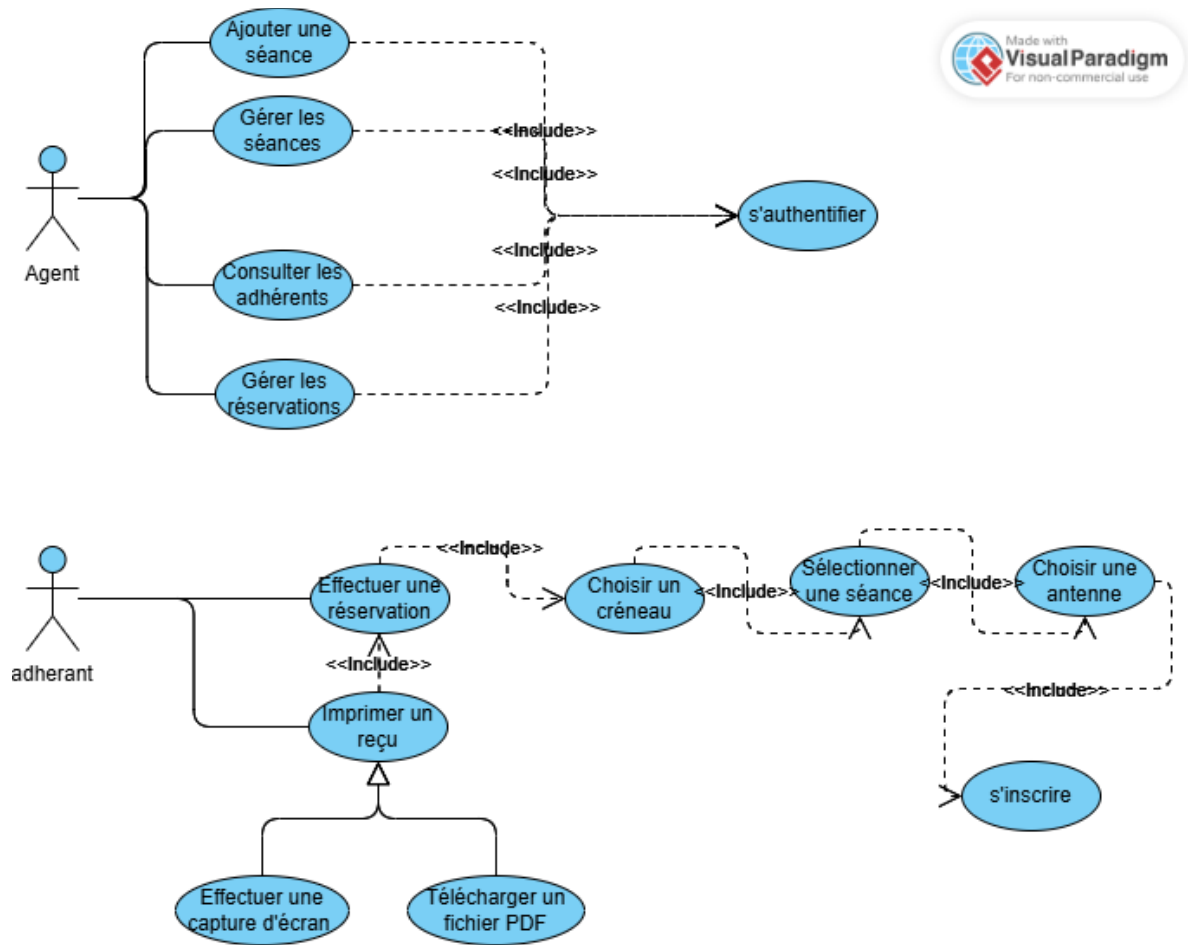 Ajouter une
séance
Made with
Visual Paradigm
For non-commercial use
Gérer les
séances
<<Include>>
<<Include>>
s'authentifier
<<Include>>
Agent
Consulter les
adhérents
<<Include>>
Gérer les
réservations
<<Include>>
Effectuer une
réservation
Choisir un
créneau
<<Include>>
Sélectionner
une séance
<<Include>>
Choisir une
antenne
<<Include>>
adherant
<<Include>>
Imprimer un
reçu
s'inscrire
Effectuer une
capture d'écran
Télécharger un
fichier PDF